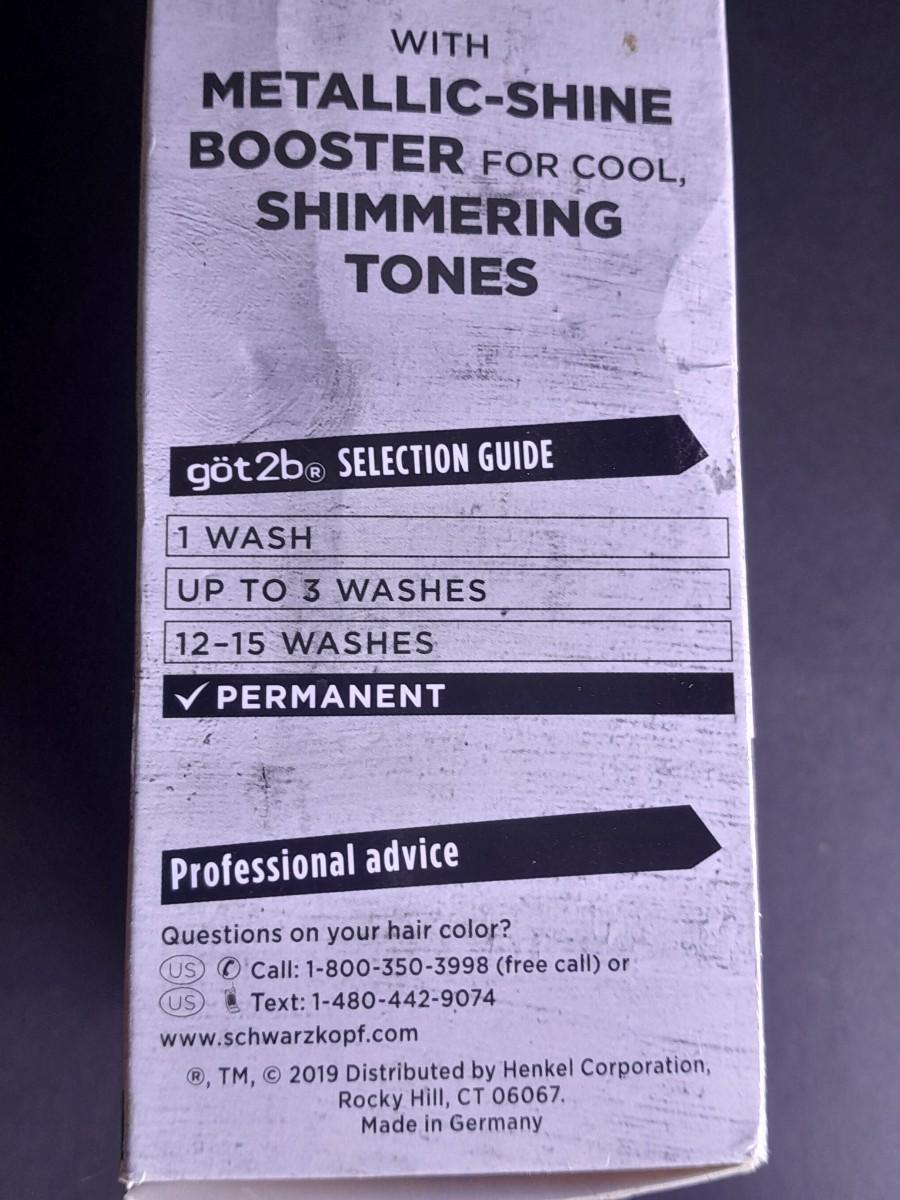 WITH
METALLIC-SHINE
BOOSTER FOR COOL,
SHIMMERING
TONES
göt2b® SELECTION GUIDE
1 WASH
UP TO 3 WASHES
12–15 WASHES
✓ PERMANENT
Professional advice
Questions on your hair color?
US ✆ Call: 1-800-350-3998 (free call) or
US Text: 1-480-442-9074
www.schwarzkopf.com
®, TM, © 2019 Distributed by Henkel Corporation,
Rocky Hill, CT 06067.
Made in Germany